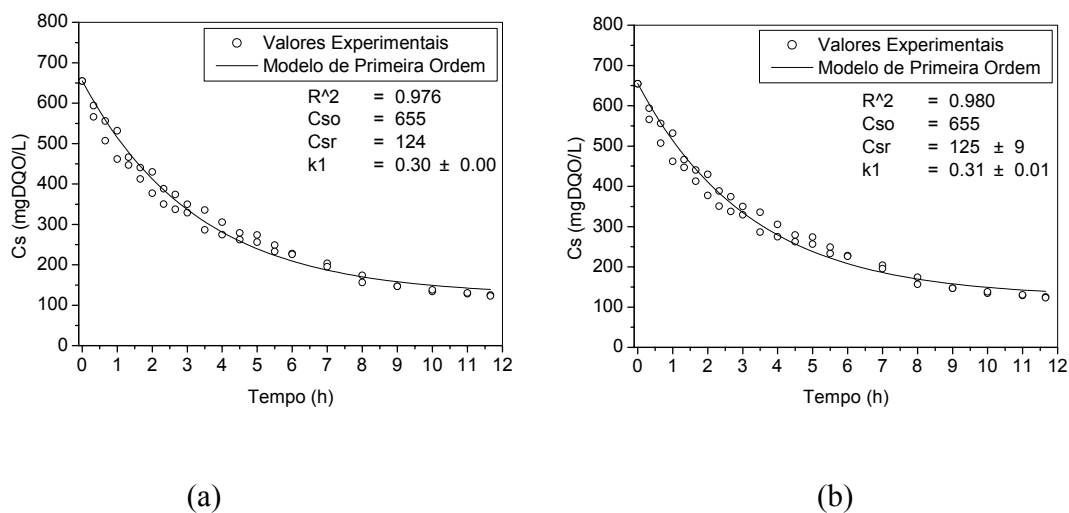 800
700
600
500
400
300
200
100
0
Cs (mgDQO/L)
Valores Experimentais
Modelo de Primeira Ordem
R^2 = 0.976
Cso = 655
Csr = 124
k1 = 0.30 ± 0.00
0 1 2 3 4 5 6 7 8 9 10 11 12
Tempo (h)
(a)
800
700
600
500
400
300
200
100
0
Cs (mgDQO/L)
Valores Experimentais
Modelo de Primeira Ordem
R^2 = 0.980
Cso = 655
Csr = 125 ± 9
k1 = 0.31 ± 0.01
0 1 2 3 4 5 6 7 8 9 10 11 12
Tempo (h)
(b)